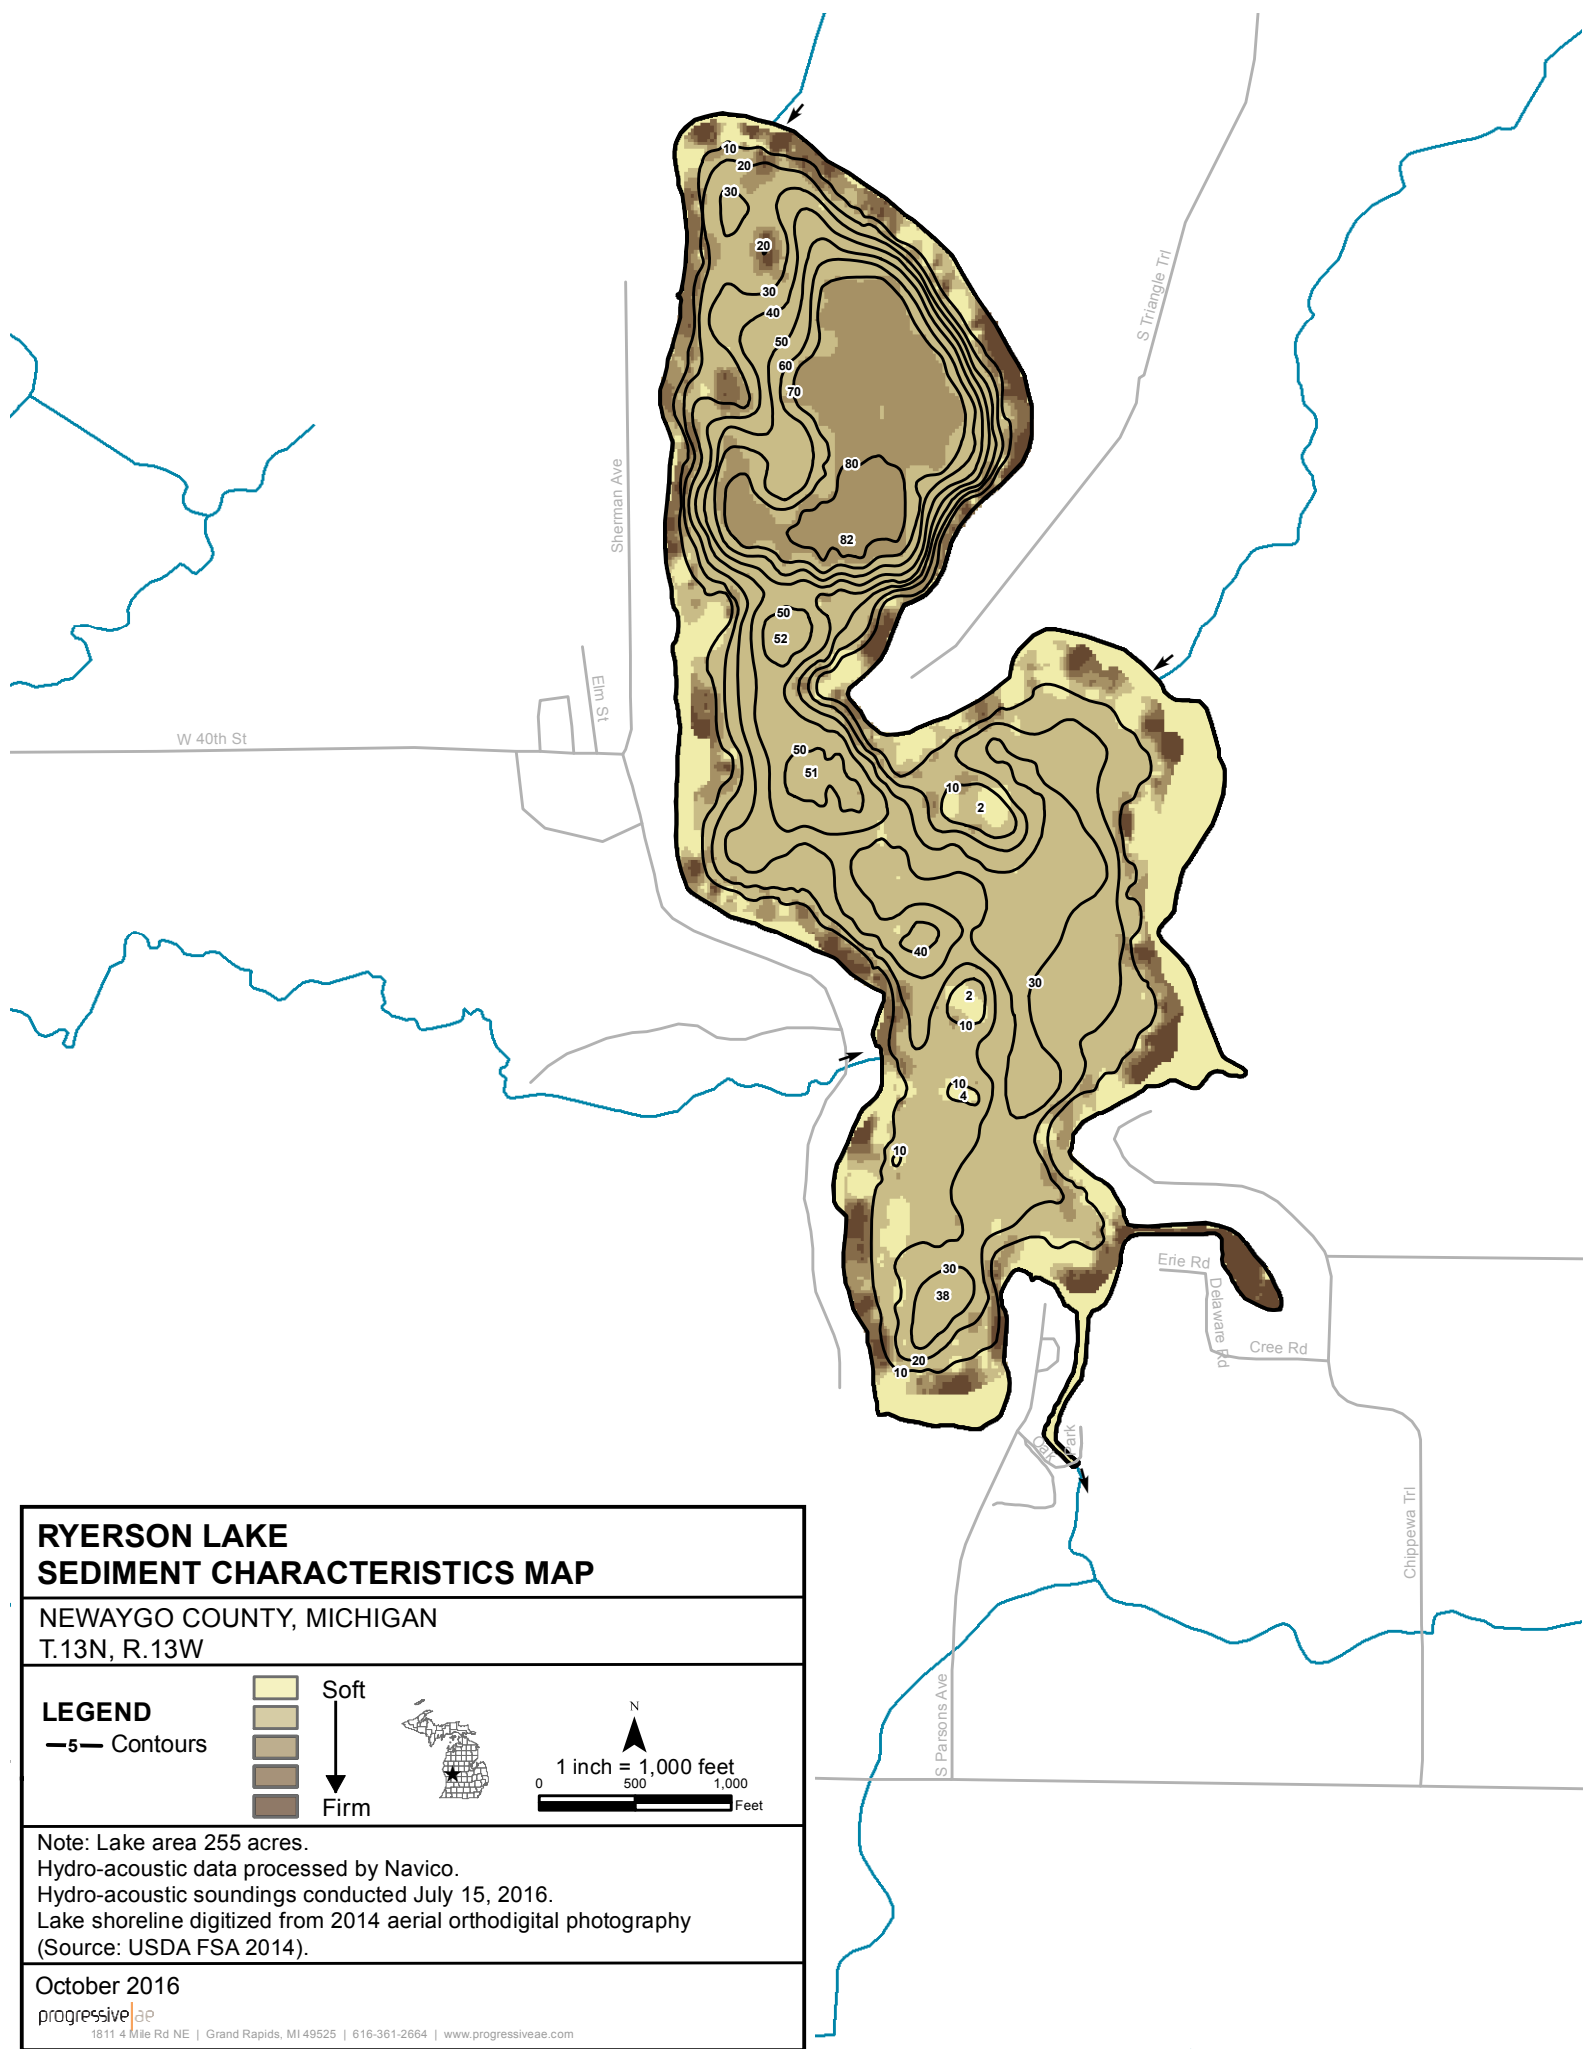 10
20
30
20
30
40
50
60
70
80
82
50
52
50
51
10
2
40
30
2
10
10
4
10
30
38
20
10
S Triangle Trl
Sherman Ave
Elm St
W 40th St
Erie Rd
Delaware Rd
Cree Rd
Oak
Park
Chippewa Trl
S Parsons Ave
RYERSON LAKE
SEDIMENT CHARACTERISTICS MAP
NEWAYGO COUNTY, MICHIGAN
T.13N, R.13W
LEGEND
5 Contours
Soft
Firm
N
1 inch = 1,000 feet
0 500 1,000
Feet
Note: Lake area 255 acres.
Hydro-acoustic data processed by Navico.
Hydro-acoustic soundings conducted July 15, 2016.
Lake shoreline digitized from 2014 aerial orthodigital photography
(Source: USDA FSA 2014).
October 2016
progressive|ae
1811 4 Mile Rd NE | Grand Rapids, MI 49525 | 616-361-2664 | www.progressiveae.com